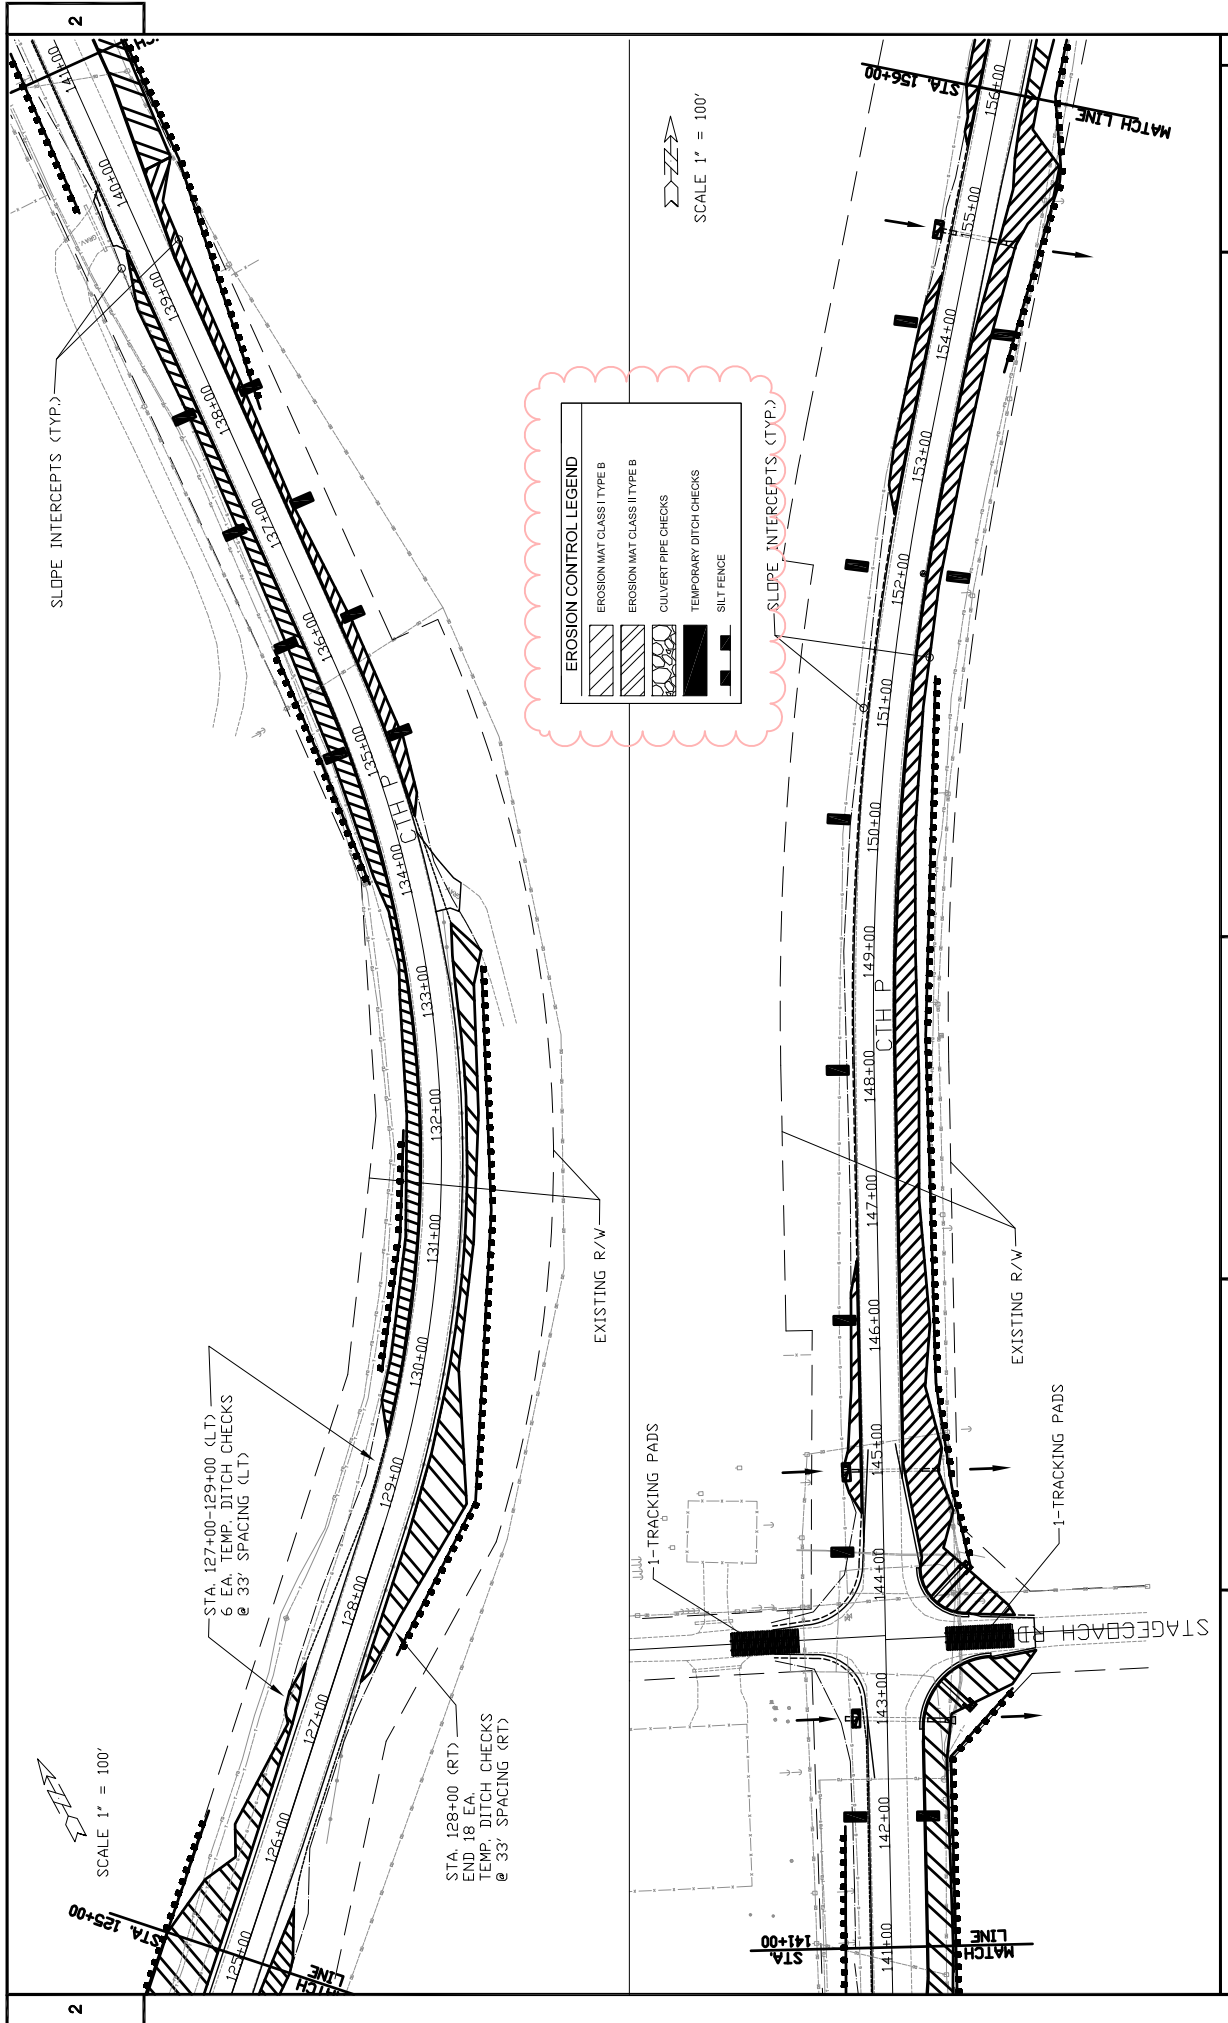 2
SLOPE INTERCEPTS (TYP.)
STA. 127+00-129+00 (LT)
6 EA. TEMP. DITCH CHECKS
@ 33' SPACING (LT)
SCALE 1" = 100'
STA. 125+00
MATCH
LINE
125+00
126+00
127+00
128+00
129+00
130+00
131+00
132+00
133+00
134+00
135+00
136+00
137+00
138+00
139+00
140+00
141+00
CTH P
GRAV
STA. 128+00 (RT)
END 18 EA.
TEMP. DITCH CHECKS
@ 33' SPACING (RT)
EXISTING R/W
EROSION CONTROL LEGEND
EROSION MAT CLASS I TYPE B
EROSION MAT CLASS II TYPE B
CULVERT PIPE CHECKS
TEMPORARY DITCH CHECKS
SILT FENCE
SCALE 1" = 100'
SLOPE INTERCEPTS (TYP.)
1-TRACKING PADS
STA.
141+00
MATCH
LINE
141+00
142+00
143+00
144+00
145+00
146+00
147+00
148+00
149+00
150+00
151+00
152+00
153+00
154+00
155+00
156+00
CTH P
STA. 156+00
MATCH LINE
EXISTING R/W
1-TRACKING PADS
STAGECOACH RD
2